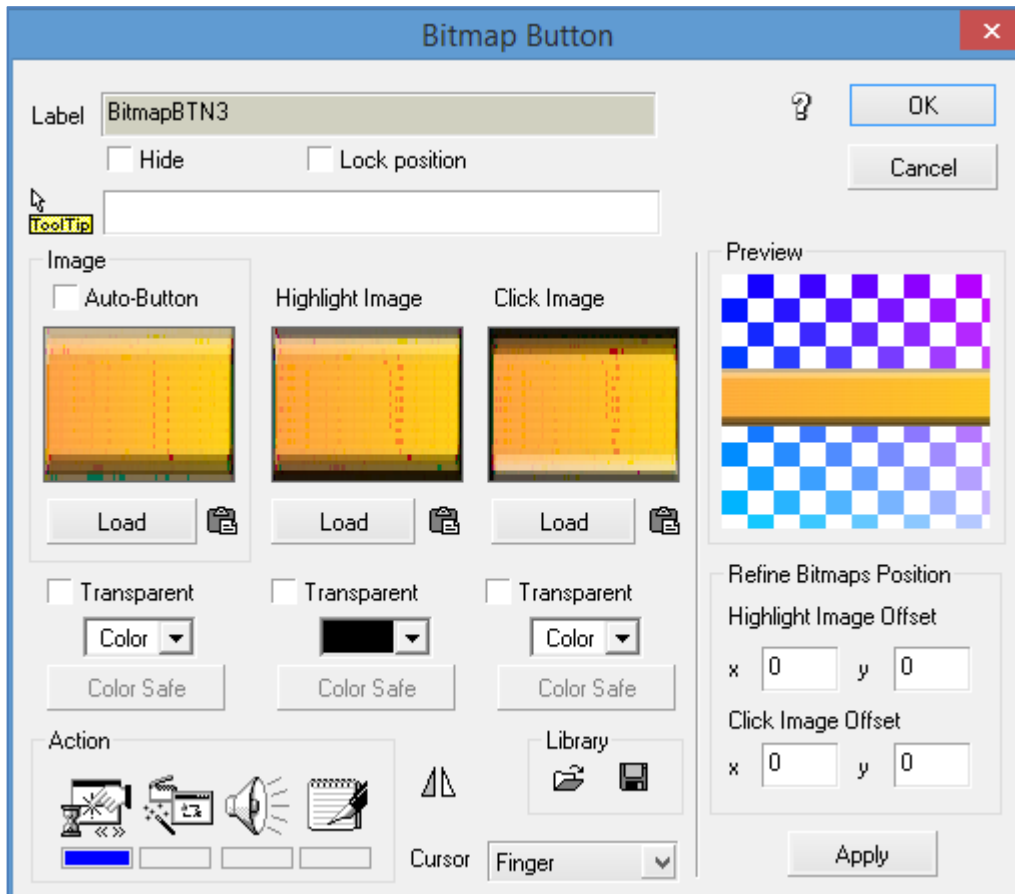 Bitmap Button
Label BitmapBTN3
OK
Hide Lock position
Cancel
ToolTip
Image
Auto-Button Highlight Image Click Image
Preview
Load Load Load
Transparent Transparent Transparent
Color Color
Color Safe Color Safe Color Safe
Refine Bitmaps Position
Highlight Image Offset
x 0 y 0
Click Image Offset
x 0 y 0
Action
Library
Cursor Finger
Apply